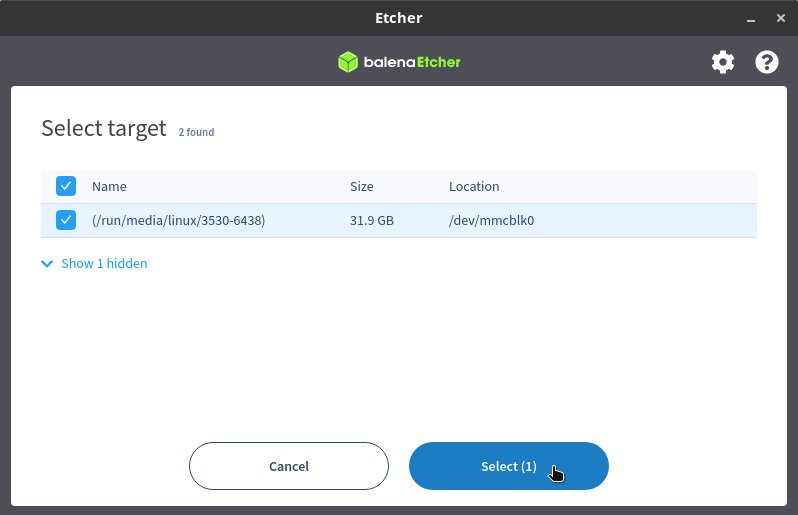 Etcher
balenaEtcher
Select target 2 found
Name Size Location
(/run/media/linux/3530-6438) 31.9 GB /dev/mmcblk0
Show 1 hidden
Cancel Select (1)